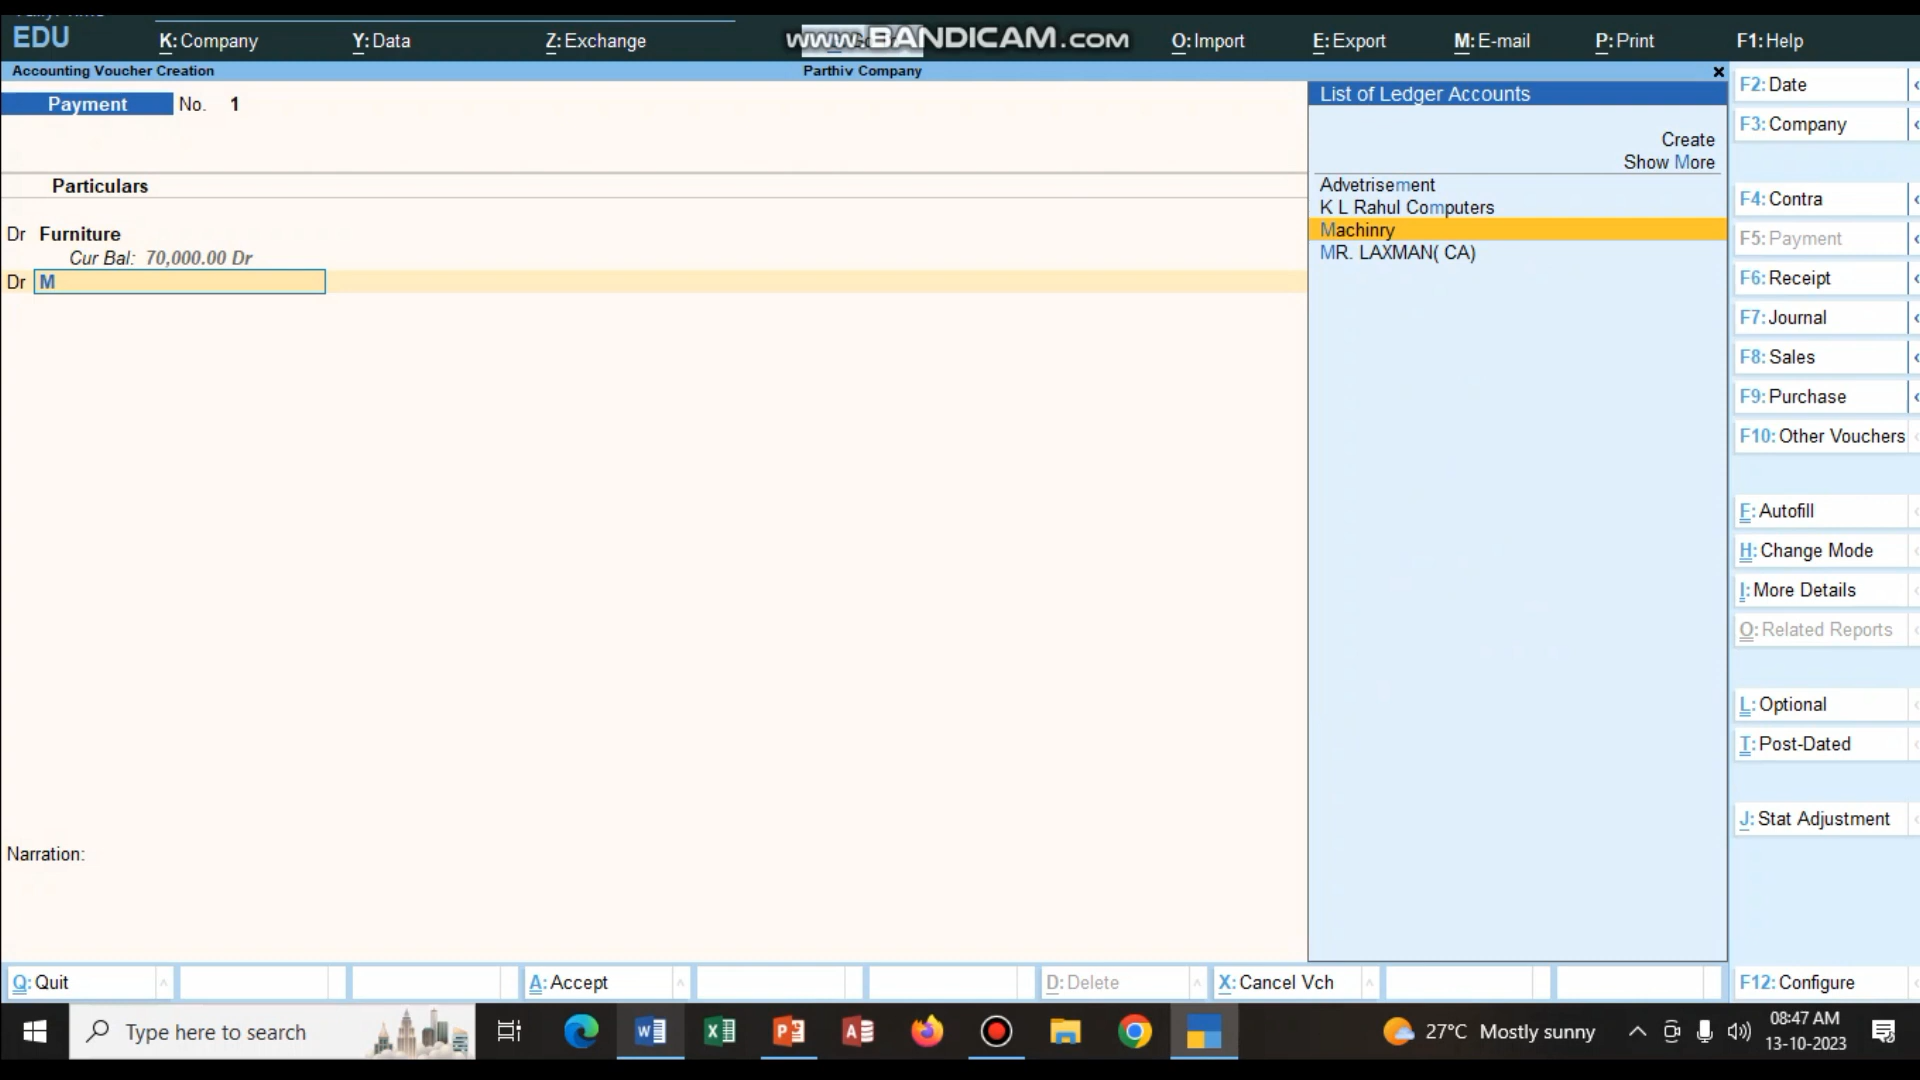 EDU
K:Company
Y:Data
Z:Exchange
www.BANDICAM.com
O:Import
E:Export
M:E-mail
P:Print
F1:Help
Accounting Voucher Creation
Parthiv Company
Payment No. 1
Particulars
Dr Furniture
Cur Bal: 70,000.00 Dr
Dr M
Narration:
List of Ledger Accounts
Create
Show More
Advetrisement
K L Rahul Computers
Machinry
MR. LAXMAN( CA)
F2:Date
F3:Company
F4:Contra
F5:Payment
F6:Receipt
F7:Journal
F8:Sales
F9:Purchase
F10:Other Vouchers
F:Autofill
H:Change Mode
I:More Details
O:Related Reports
L:Optional
T:Post-Dated
J:Stat Adjustment
F12:Configure
Q:Quit
A:Accept
D:Delete
X:Cancel Vch
Type here to search
27°C Mostly sunny
08:47 AM
13-10-2023